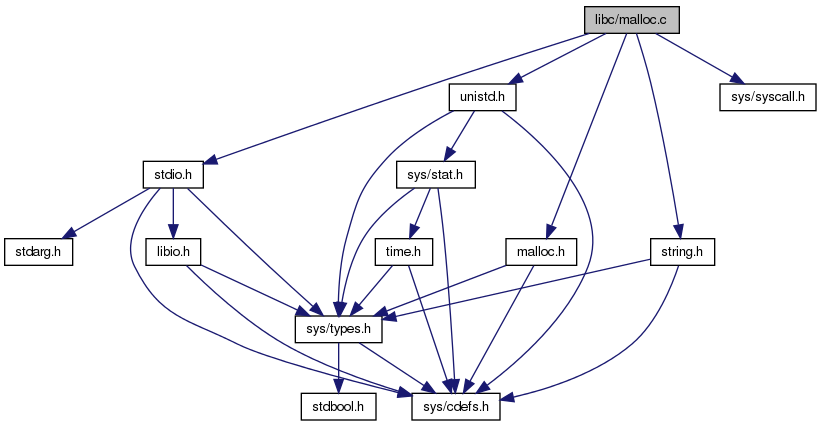 libc/malloc.c
unistd.h
sys/syscall.h
stdio.h
sys/stat.h
stdarg.h
libio.h
time.h
malloc.h
string.h
sys/types.h
stdbool.h
sys/cdefs.h